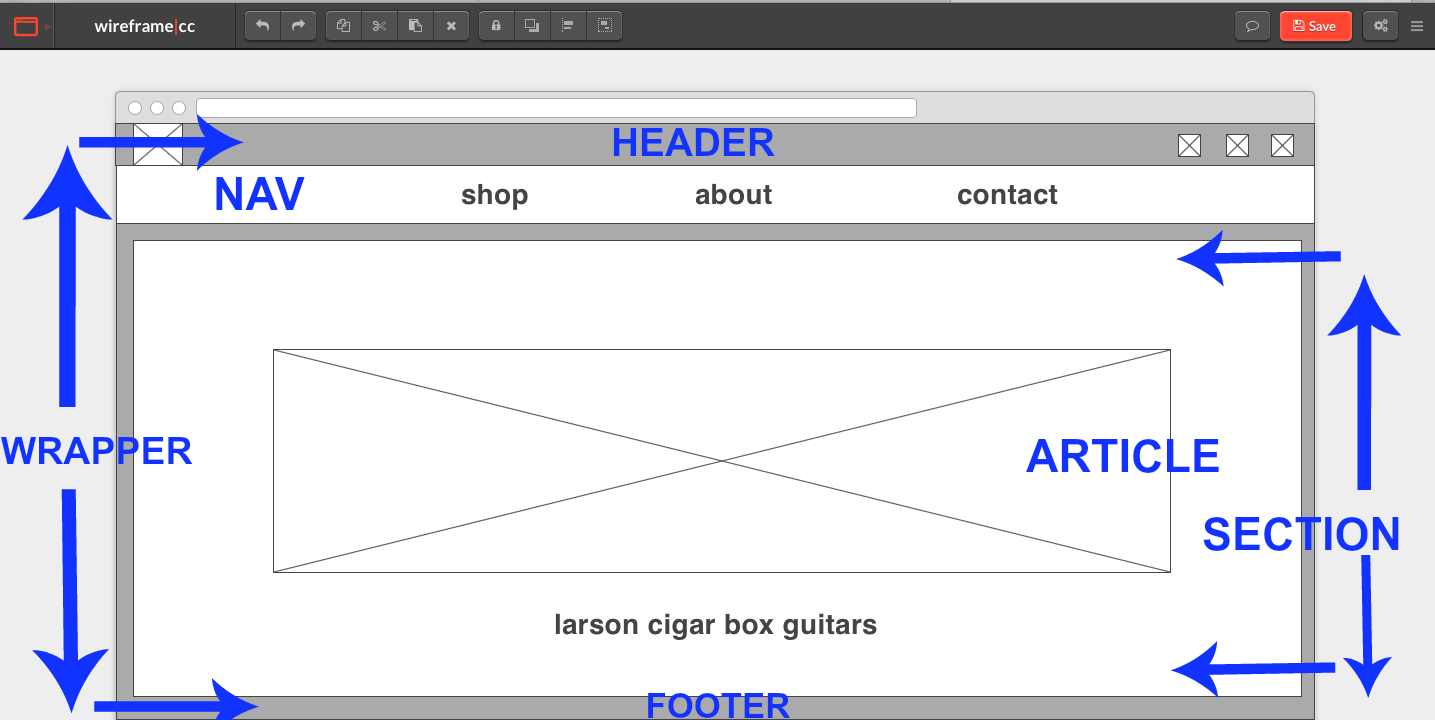 wireframe|cc
Save
HEADER
NAV shop about contact
WRAPPER
ARTICLE
SECTION
larson cigar box guitars
FOOTER